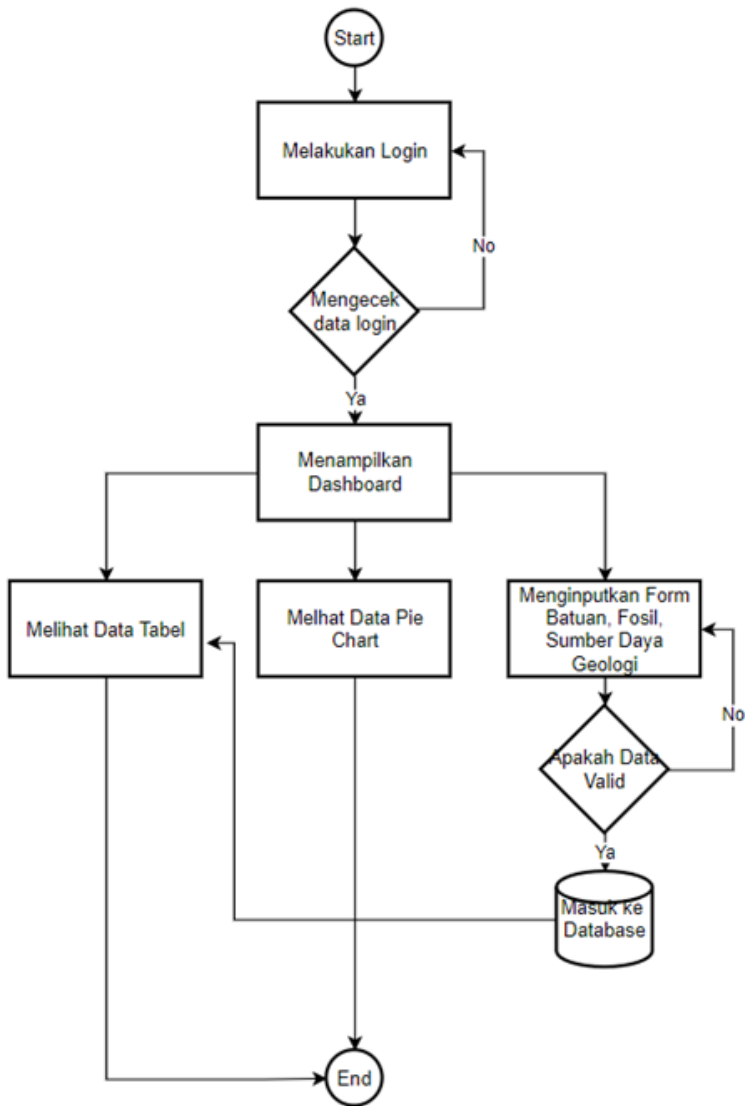 Start
Melakukan Login
No
Mengecek
data login
Ya
Menampilkan
Dashboard
Melihat Data Tabel
Melhat Data Pie
Chart
Menginputkan Form
Batuan, Fosil,
Sumber Daya
Geologi
No
Apakah Data
Valid
Ya
Masuk ke
Database
End